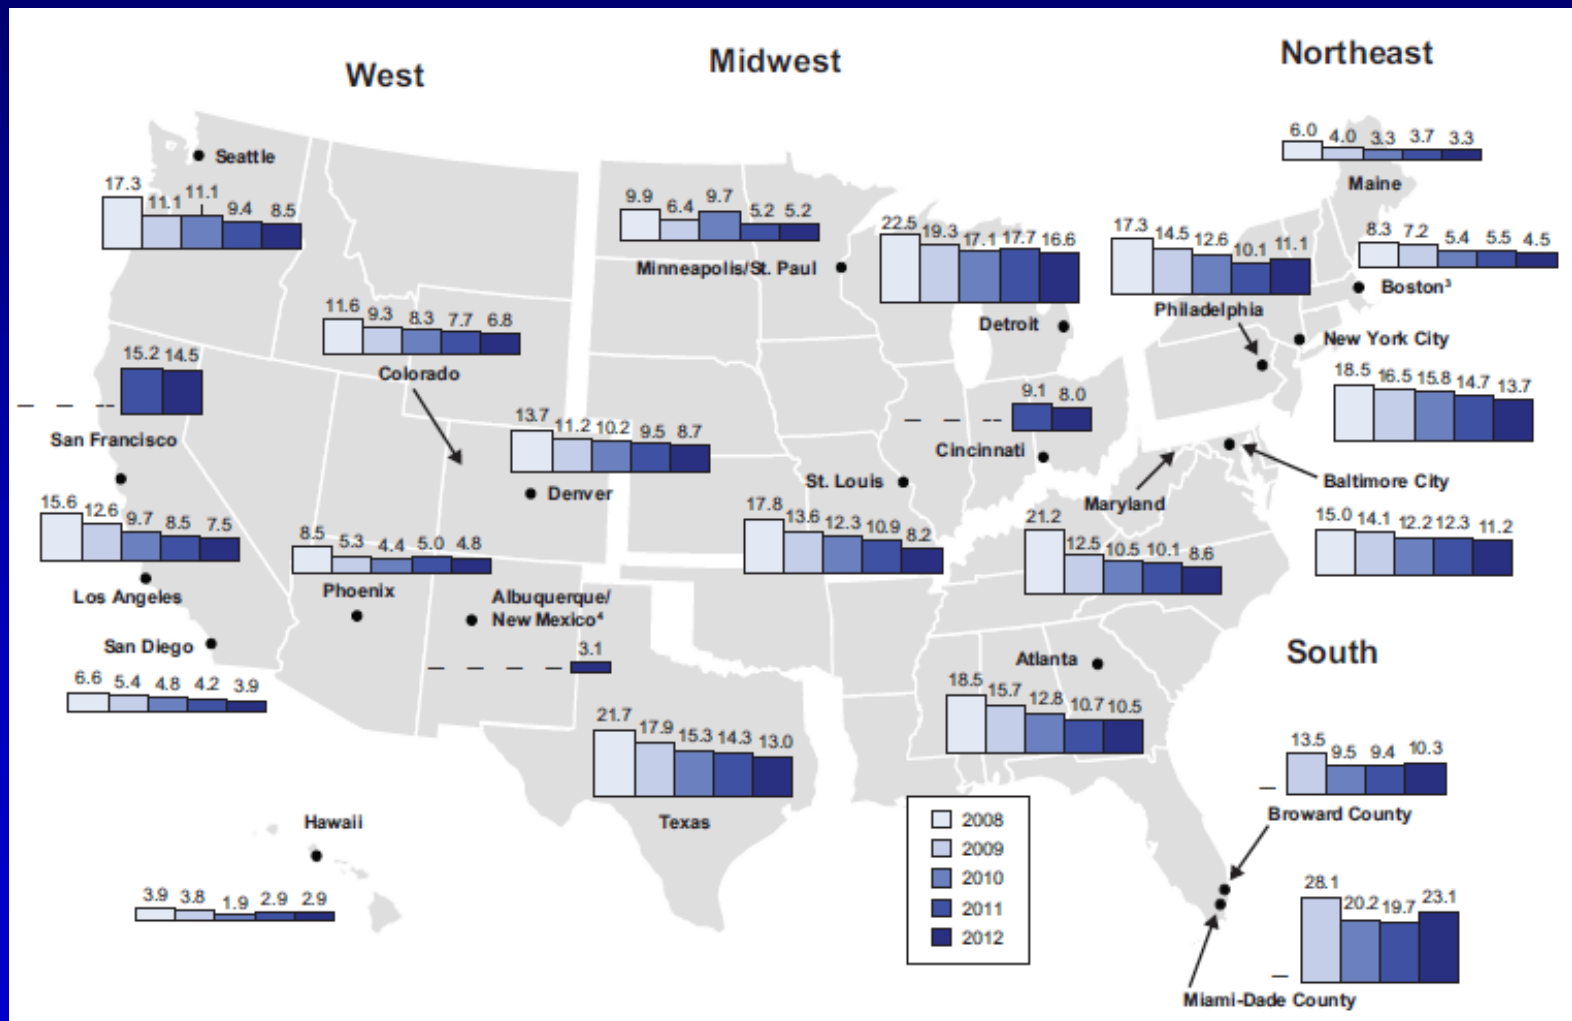 West
Midwest
Northeast
Seattle
17.3 11.1 11.1 9.4 8.5
9.9 6.4 9.7 5.2 5.2
Minneapolis/St. Paul
22.5 19.3 17.1 17.7 16.6
Detroit
6.0 4.0 3.3 3.7 3.3
Maine
17.3 14.5 12.6 10.1 11.1
Philadelphia
8.3 7.2 5.4 5.5 4.5
Boston³
New York City
18.5 16.5 15.8 14.7 13.7
11.6 9.3 8.3 7.7 6.8
Colorado
15.2 14.5
— — --
San Francisco
13.7 11.2 10.2 9.5 8.7
Denver
9.1 8.0
— — --
Cincinnati
St. Louis
17.8 13.6 12.3 10.9 8.2
Maryland
21.2 12.5 10.5 10.1 8.6
Baltimore City
15.0 14.1 12.2 12.3 11.2
15.6 12.6 9.7 8.5 7.5
Los Angeles
8.5 5.3 4.4 5.0 4.8
Phoenix
Albuquerque/
New Mexico⁴
— — — — 3.1
San Diego
6.6 5.4 4.8 4.2 3.9
South
Atlanta
18.5 15.7 12.8 10.7 10.5
21.7 17.9 15.3 14.3 13.0
Texas
— 13.5 9.5 9.4 10.3
Broward County
Hawaii
3.9 3.8 1.9 2.9 2.9
2008
2009
2010
2011
2012
— 28.1 20.2 19.7 23.1
Miami-Dade County